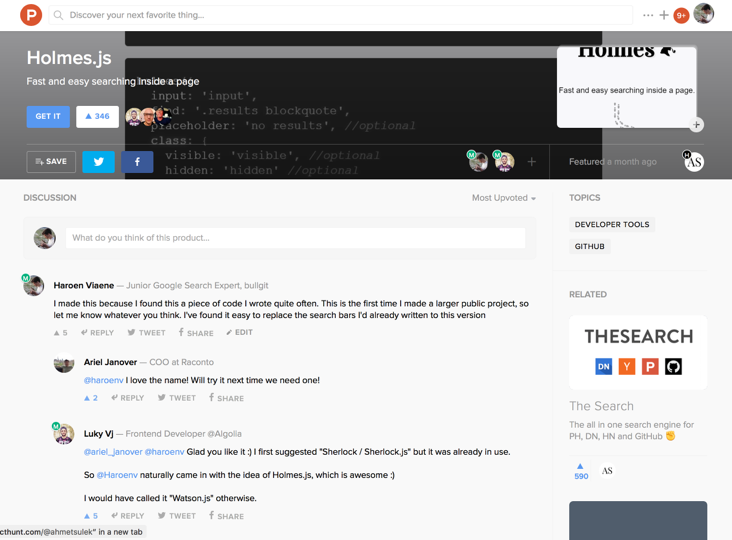 P
Discover your next favorite thing...
9+
Holmes.js
Fast and easy searching inside a page
input: 'input',
find: '.results blockquote',
placeholder: 'no results', //optional
class: {
visible: 'visible', //optional
hidden: 'hidden' //optional
GET IT
346
Holmes
Fast and easy searching inside a page.
SAVE
M
M
Featured a month ago
H
AS
DISCUSSION
Most Upvoted
What do you think of this product...
M
Haroen Viaene — Junior Google Search Expert, bullgit
I made this because I found this a piece of code I wrote quite often. This is the first time I made a larger public project, so
let me know whatever you think. I've found it easy to replace the search bars I'd already written to this version
5 REPLY TWEET SHARE EDIT
Ariel Janover — COO at Raconto
@haroenv I love the name! Will try it next time we need one!
2 REPLY TWEET SHARE
M
Luky Vj — Frontend Developer @Algolia
@ariel_janover @haroenv Glad you like it :) I first suggested "Sherlock / Sherlock.js" but it was already in use.
So @Haroenv naturally came in with the idea of Holmes.js, which is awesome :)
I would have called it "Watson.js" otherwise.
5 REPLY TWEET SHARE
cthunt.com/@ahmetsulek" in a new tab
TOPICS
DEVELOPER TOOLS
GITHUB
RELATED
THESEARCH
DN Y P
The Search
The all in one search engine for
PH, DN, HN and GitHub ✊
590
AS